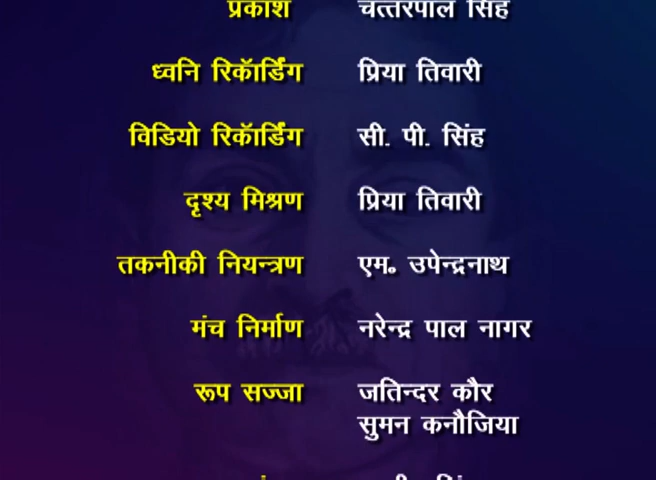 प्रकाश चत्तरपाल सिंह
ध्वनि रिकॅार्डिंग प्रिया तिवारी
विडियो रिकॅार्डिंग सी. पी. सिंह
दृश्य मिश्रण प्रिया तिवारी
तकनीकी नियन्त्रण एम॰ उपेन्द्रनाथ
मंच निर्माण नरेन्द्र पाल नागर
रूप सज्जा जतिन्दर कौर
सुमन कनौजिया